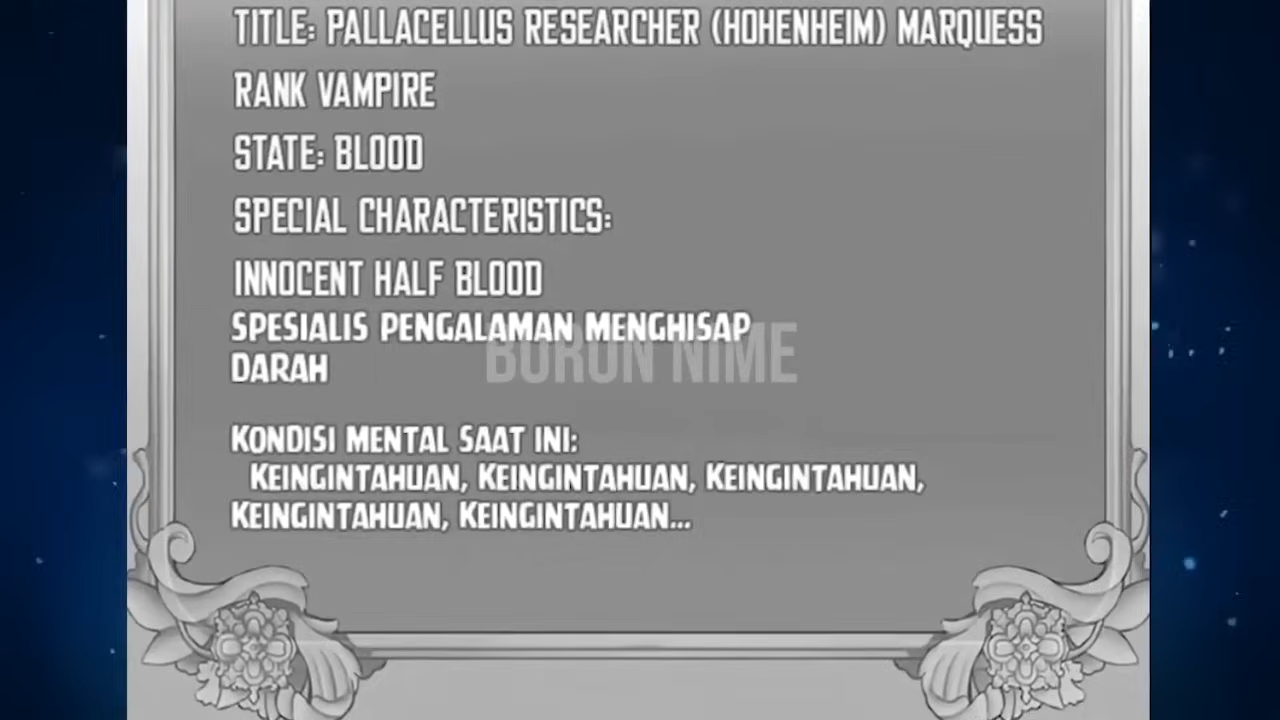 TITLE: PALLACELLUS RESEARCHER (HOHENHEIM) MARQUESS
RANK VAMPIRE
STATE: BLOOD
SPECIAL CHARACTERISTICS:
INNOCENT HALF BLOOD
SPESIALIS PENGALAMAN MENGHISAP
DARAH
BORUN NIME
KONDISI MENTAL SAAT INI:
KEINGINTAHUAN, KEINGINTAHUAN, KEINGINTAHUAN,
KEINGINTAHUAN, KEINGINTAHUAN...